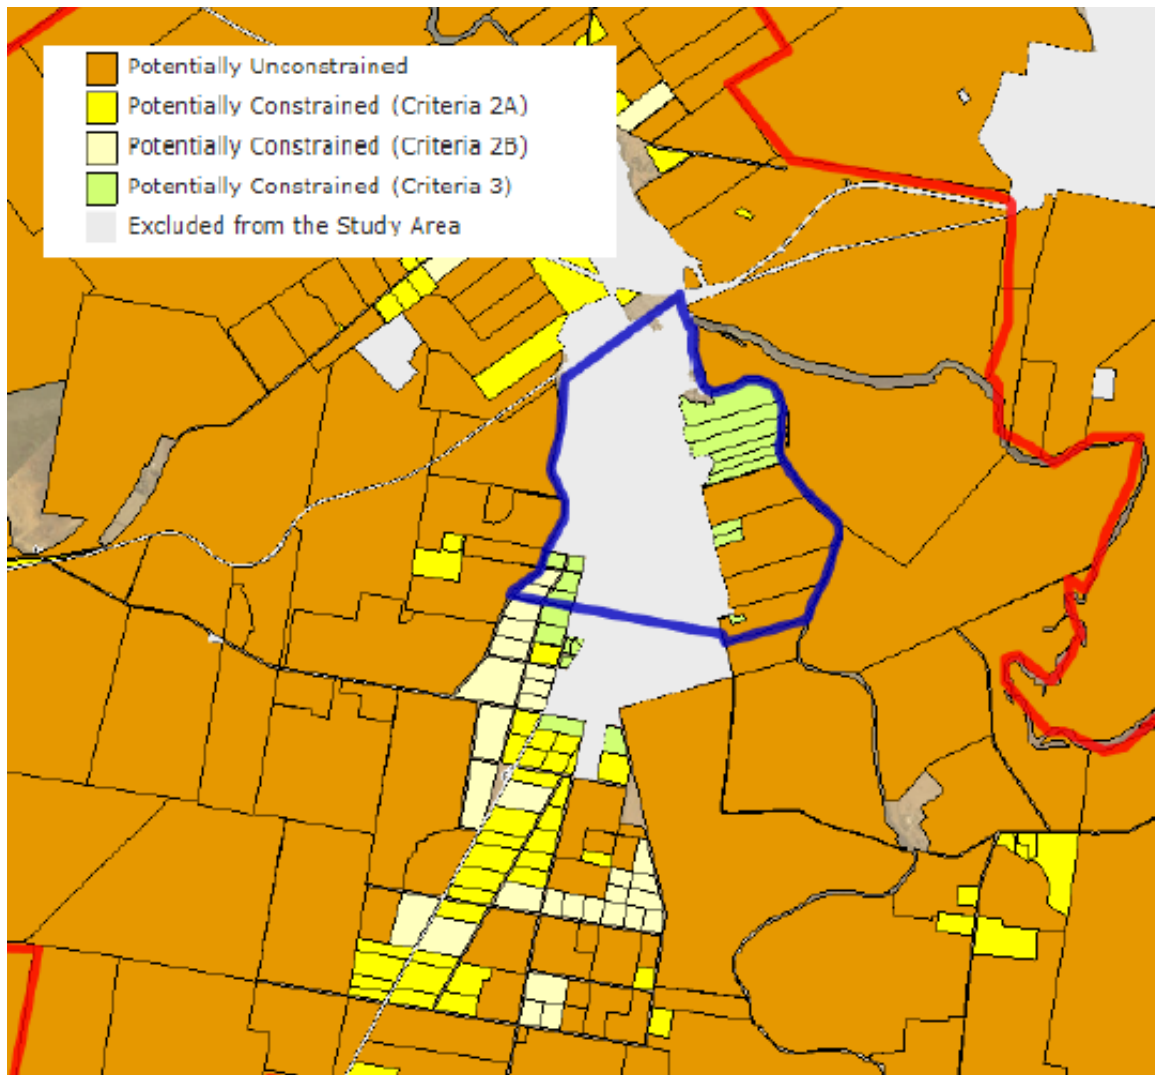 Potentially Unconstrained
Potentially Constrained (Criteria 2A)
Potentially Constrained (Criteria 2B)
Potentially Constrained (Criteria 3)
Excluded from the Study Area